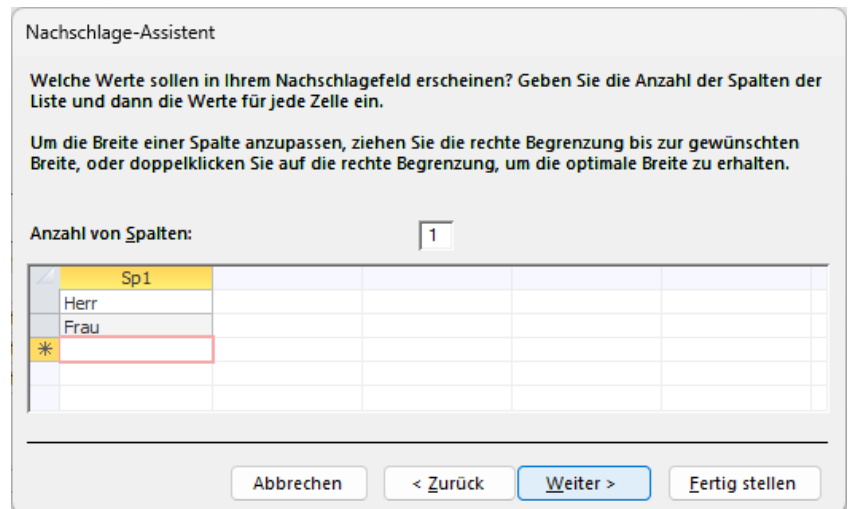 Nachschlage-Assistent
Welche Werte sollen in Ihrem Nachschlagefeld erscheinen? Geben Sie die Anzahl der Spalten der
Liste und dann die Werte für jede Zelle ein.
Um die Breite einer Spalte anzupassen, ziehen Sie die rechte Begrenzung bis zur gewünschten
Breite, oder doppelklicken Sie auf die rechte Begrenzung, um die optimale Breite zu erhalten.
Anzahl von Spalten: 1
Sp1
Herr
Frau
Abbrechen < Zurück Weiter > Fertig stellen